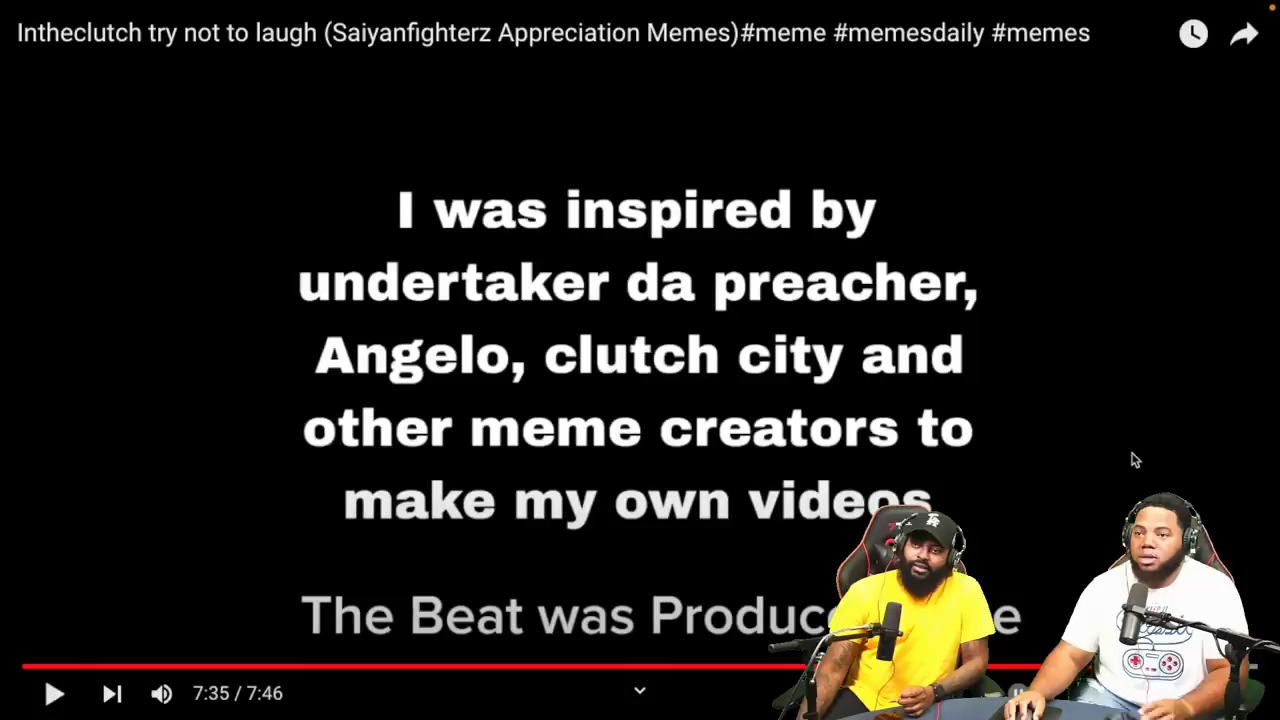 Intheclutch try not to laugh (Saiyanfighterz Appreciation Memes)#meme #memesdaily #memes
I was inspired by
undertaker da preacher,
Angelo, clutch city and
other meme creators to
make my own videos
The Beat was
7:35 / 7:46